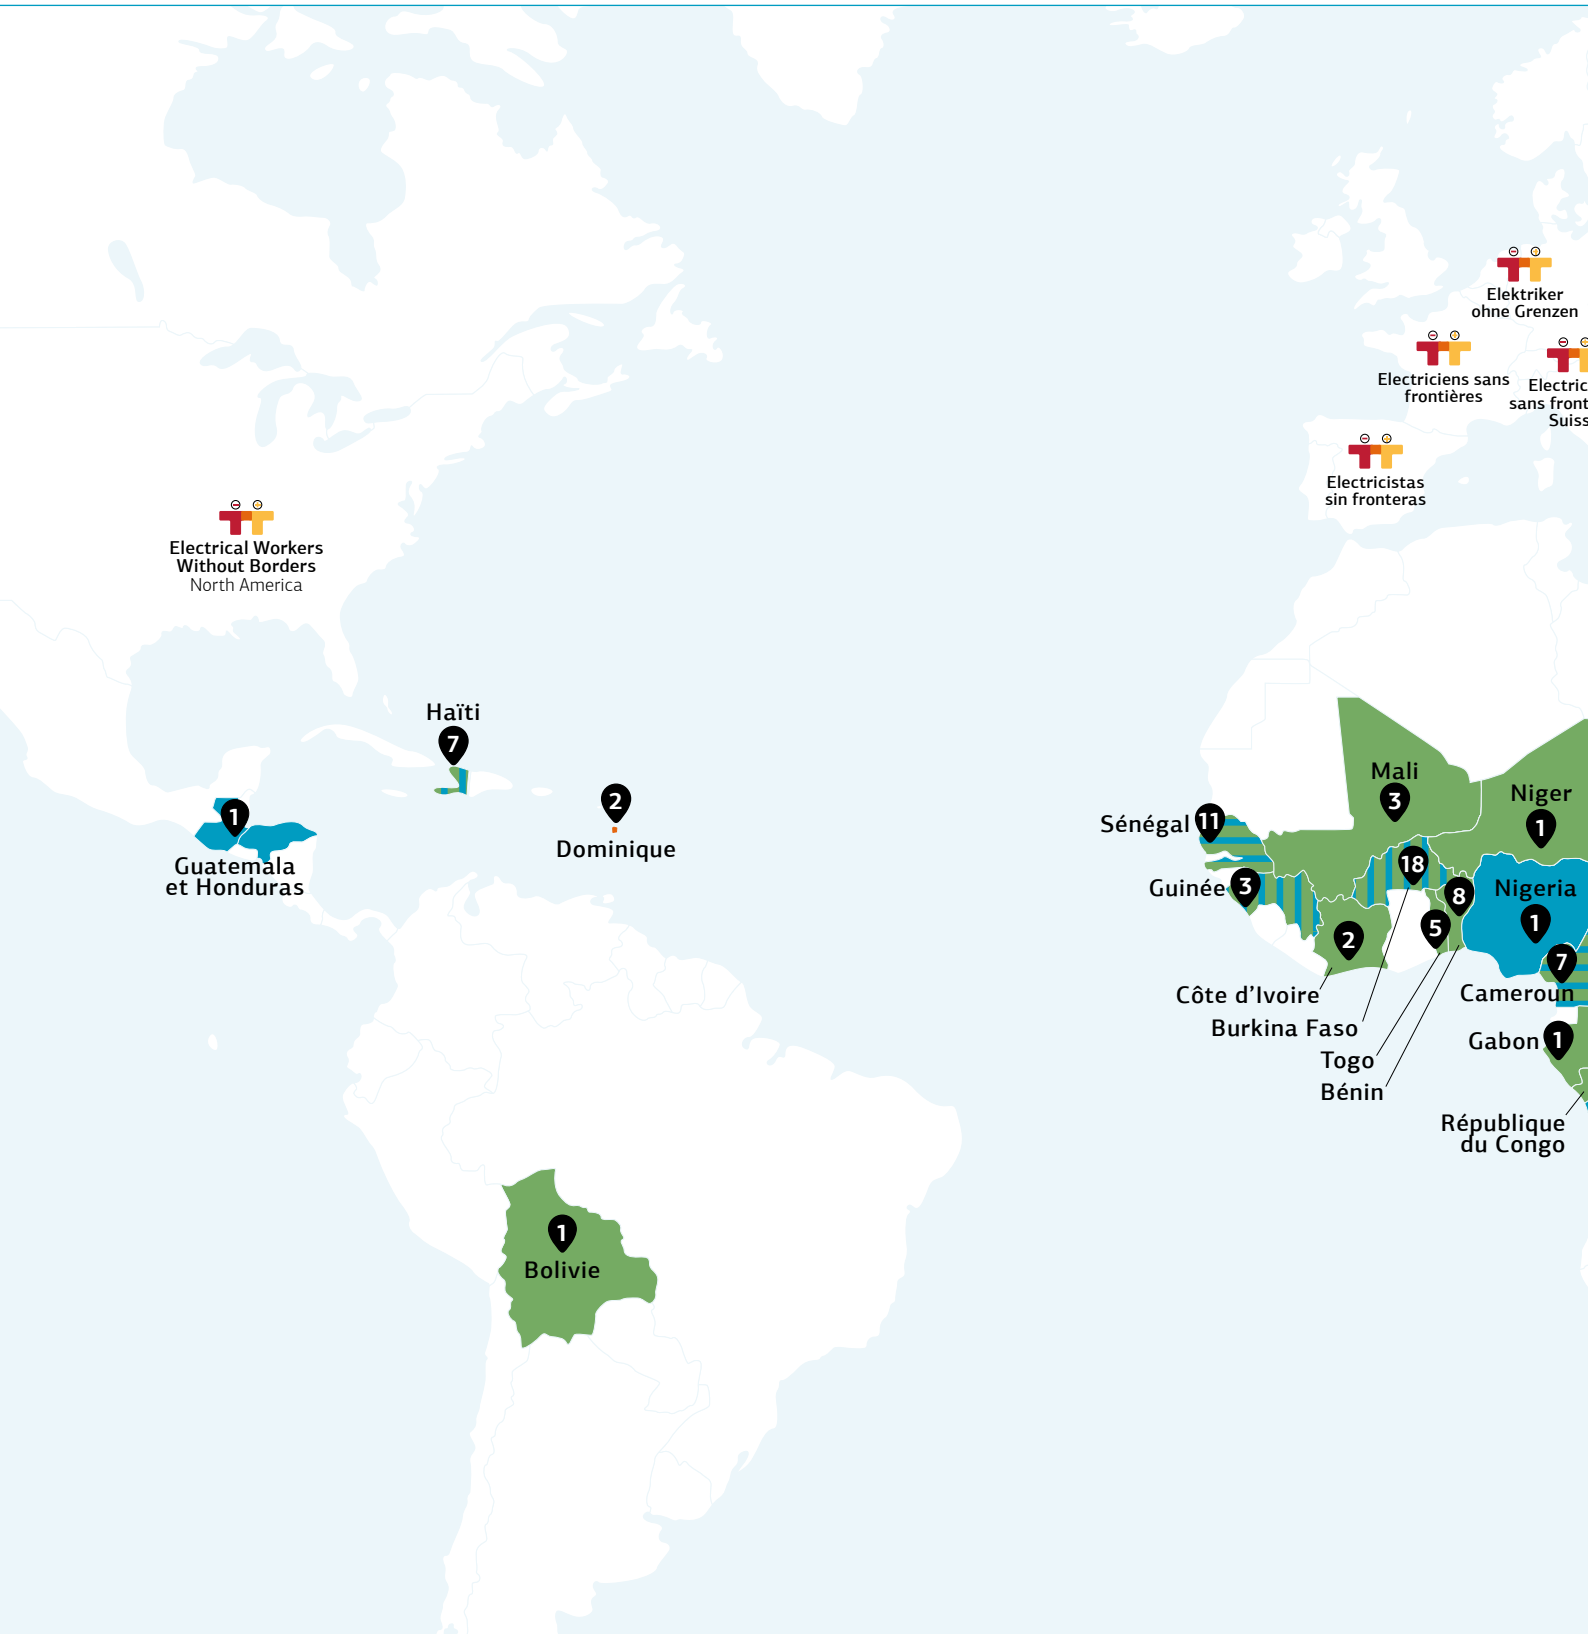 Elektriker
ohne Grenzen
Electriciens sans
frontières
Electricistas
sin fronteras
Electrical Workers
Without Borders
North America
Haïti
7
2
Dominique
1
Guatemala
et Honduras
Mali
3
Niger
1
Sénégal
11
Guinée
3
18
8
5
2
Nigeria
1
7
Cameroun
Côte d’Ivoire
Burkina Faso
Togo
Bénin
Gabon
1
République
du Congo
1
Bolivie